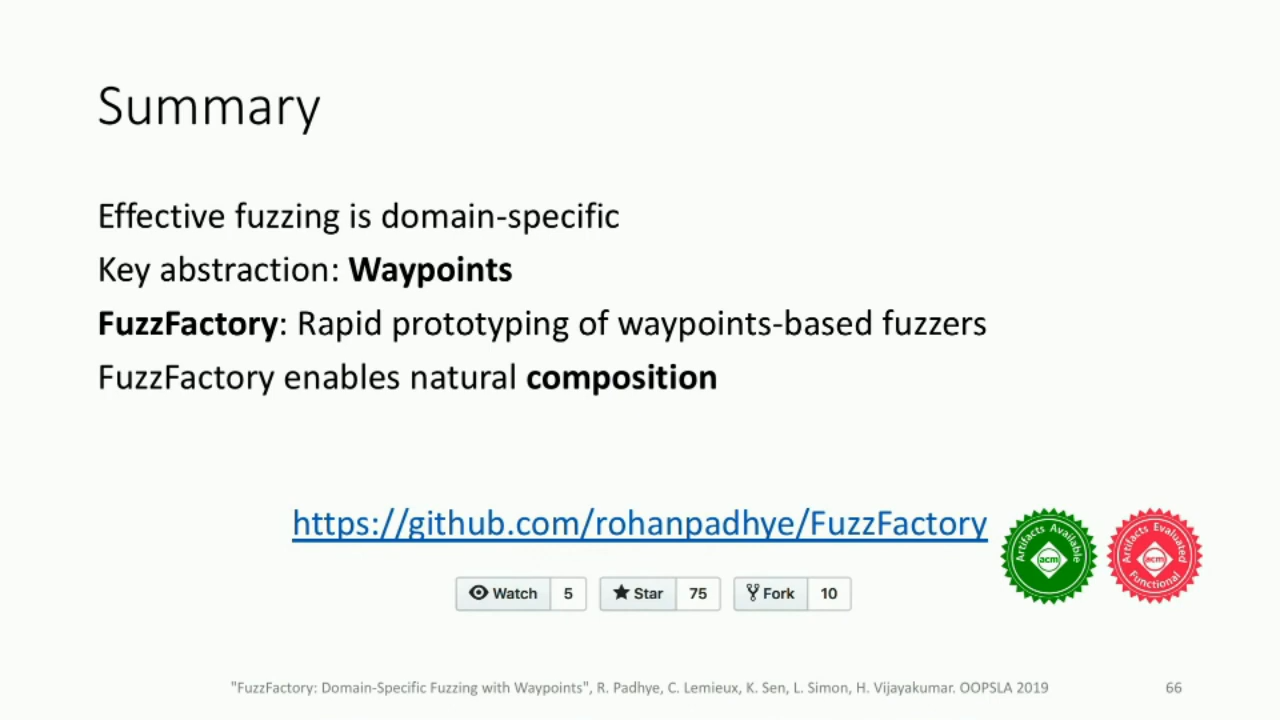 Summary
Effective fuzzing is domain-specific
Key abstraction: Waypoints
FuzzFactory: Rapid prototyping of waypoints-based fuzzers
FuzzFactory enables natural composition
https://github.com/rohanpadhye/FuzzFactory
Artifacts Available
acm
Artifacts Evaluated
acm
Functional
Watch 5 Star 75 Fork 10
"FuzzFactory: Domain-Specific Fuzzing with Waypoints", R. Padhye, C. Lemieux, K. Sen, L. Simon, H. Vijayakumar. OOPSLA 2019
66